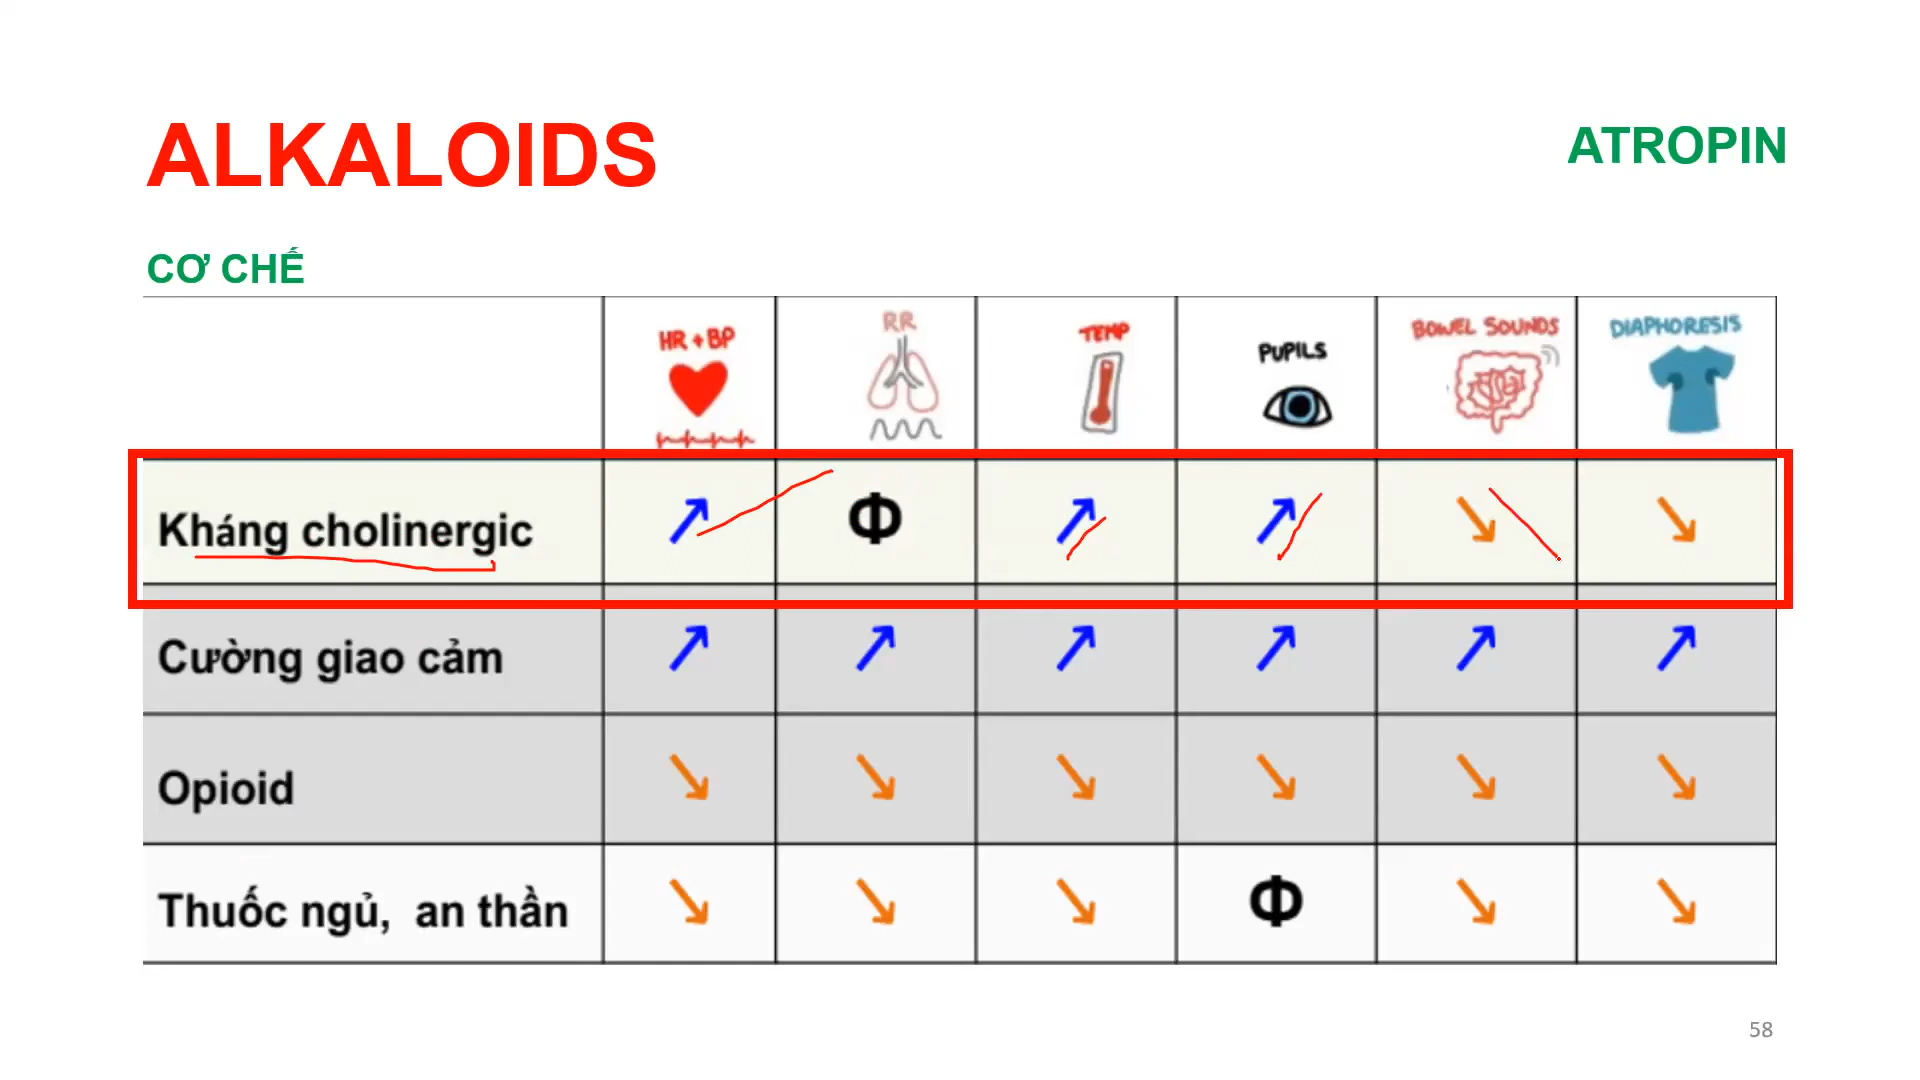 ALKALOIDS
ATROPIN
CƠ CHẾ
HR + BP
RR
TEMP
PUPILS
BOWEL SOUNDS
DIAPHORESIS
Kháng cholinergic
Φ
Cường giao cảm
Opioid
Thuốc ngủ, an thần
Φ
58